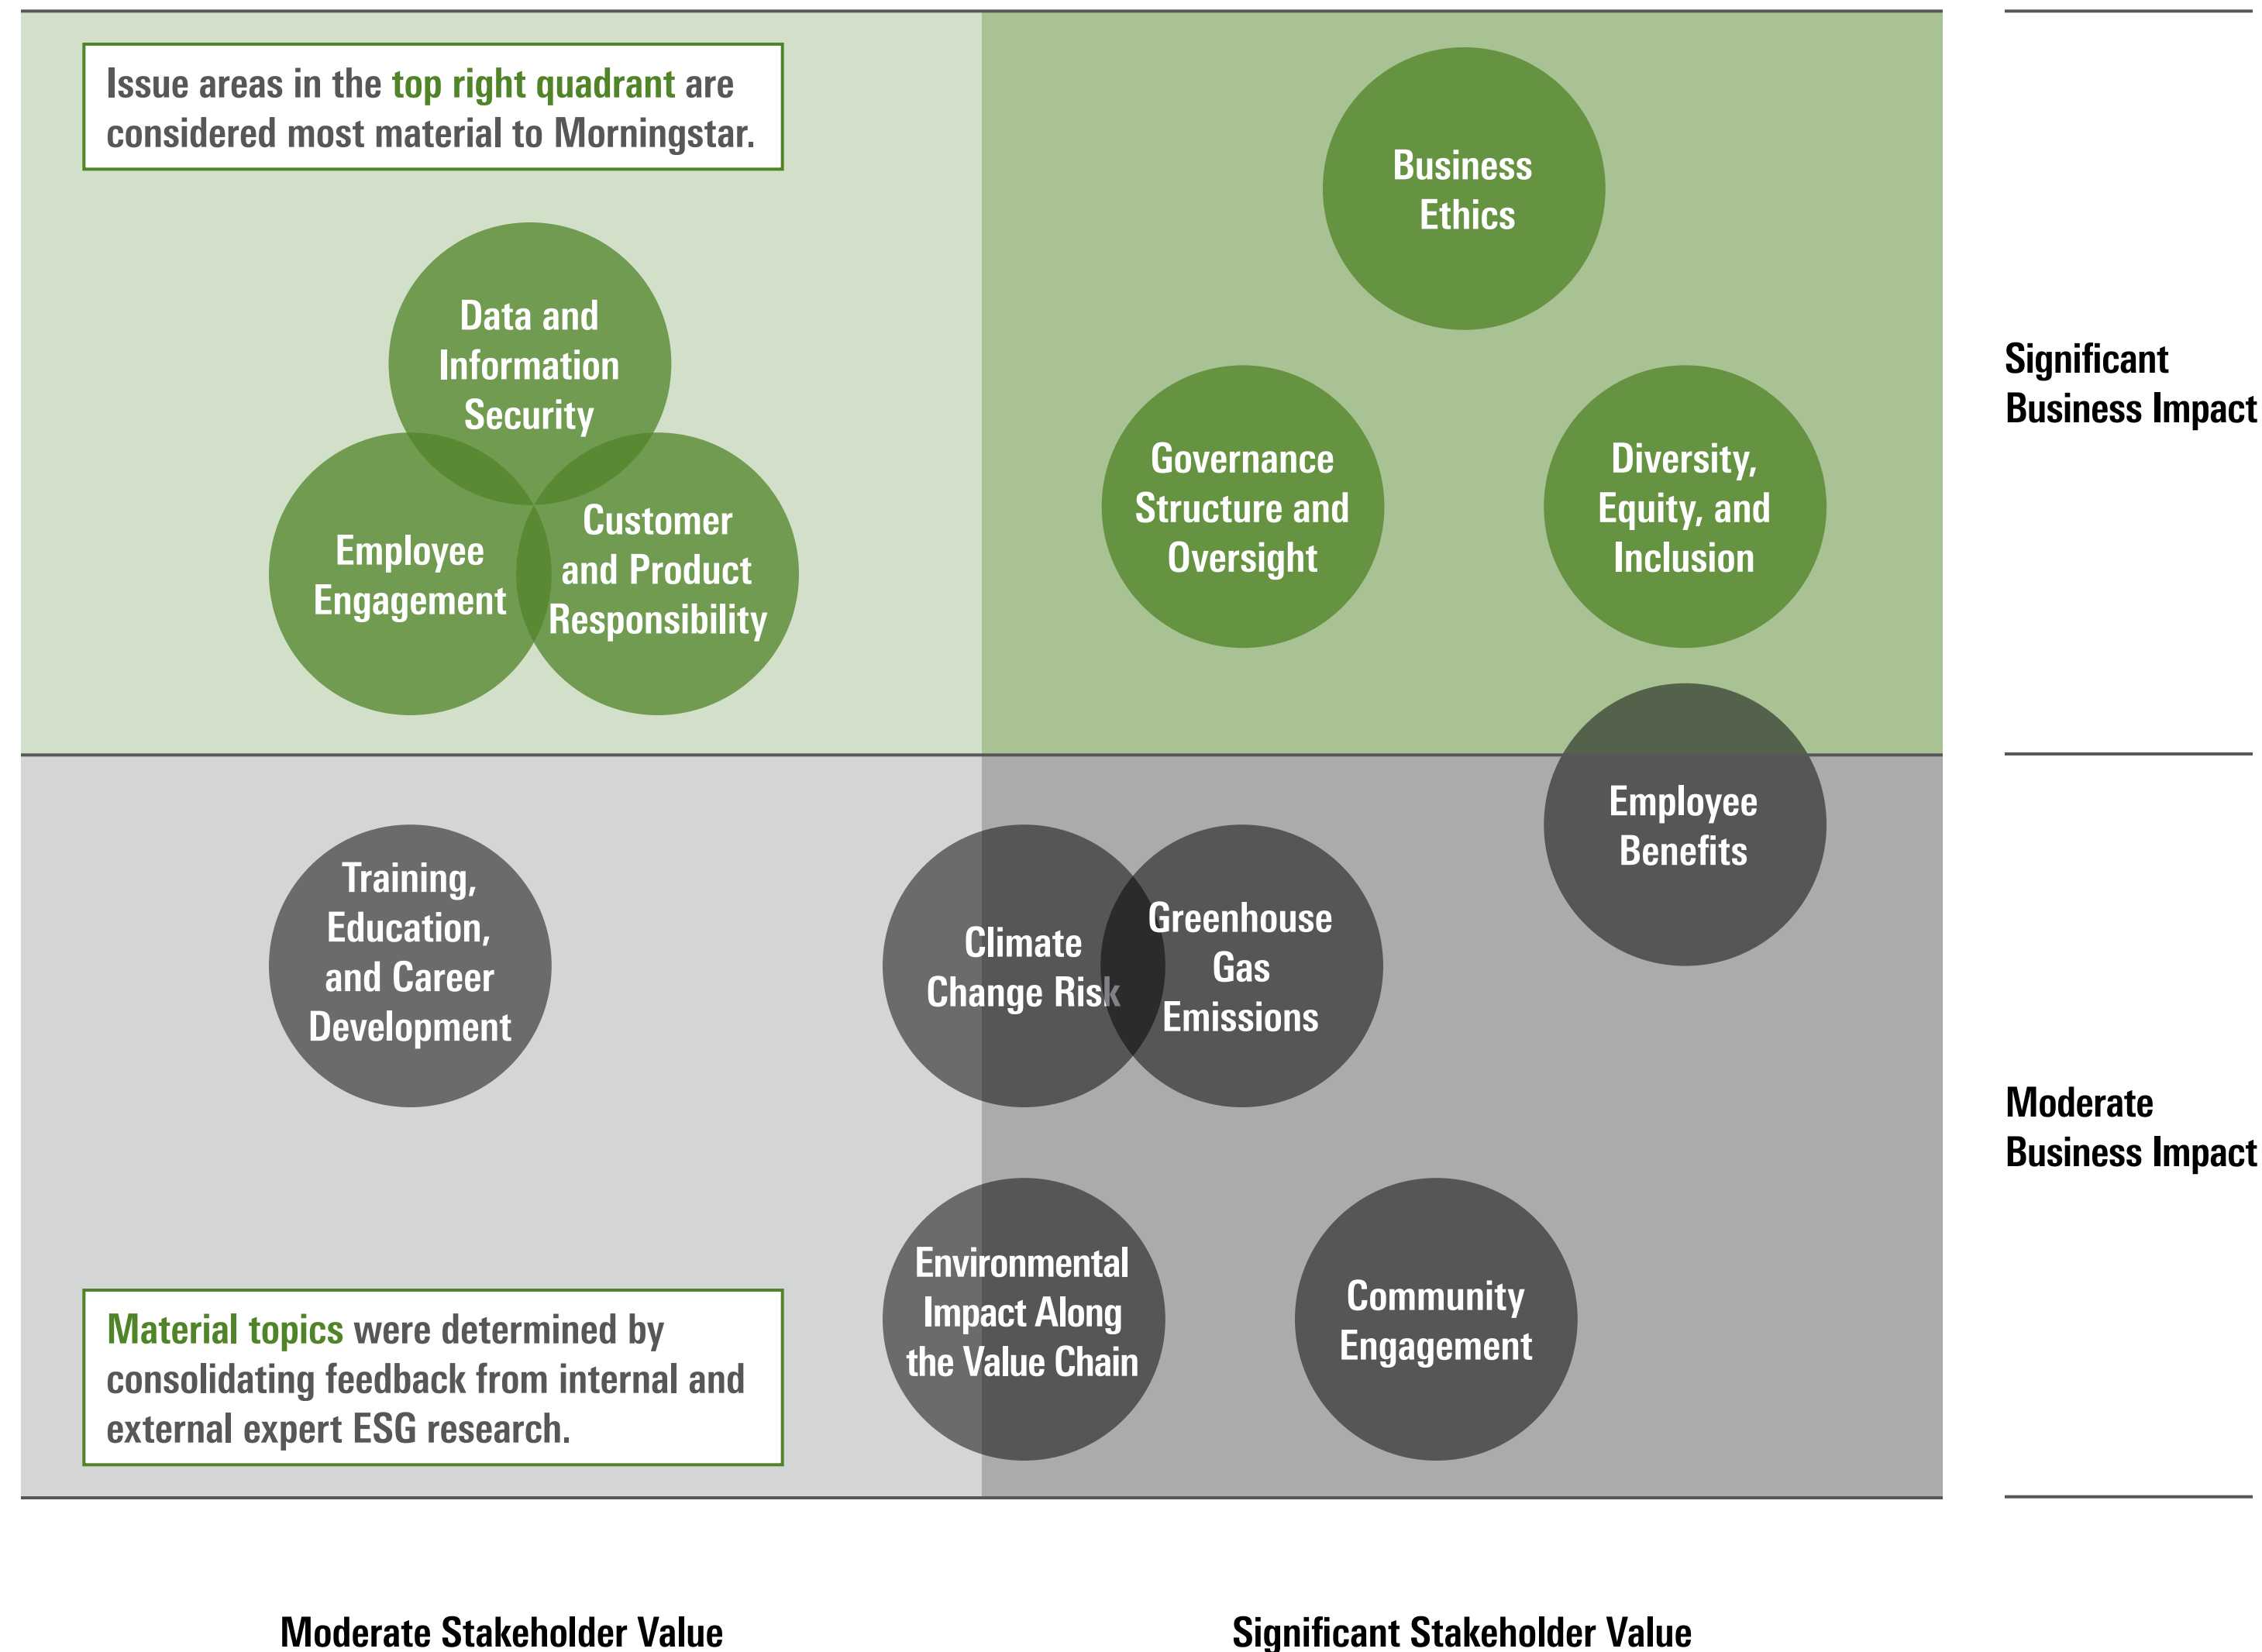 Issue areas in the top right quadrant are
considered most material to Morningstar.
Business
Ethics
Data and
Information
Security
Governance
Structure and
Oversight
Diversity,
Equity, and
Inclusion
Employee
Engagement
Customer
and Product
Responsibility
Significant
Business Impact
Employee
Benefits
Training,
Education,
and Career
Development
Climate
Change Risk
Greenhouse
Gas
Emissions
Moderate
Business Impact
Environmental
Impact Along
the Value Chain
Community
Engagement
Material topics were determined by
consolidating feedback from internal and
external expert ESG research.
Moderate Stakeholder Value
Significant Stakeholder Value